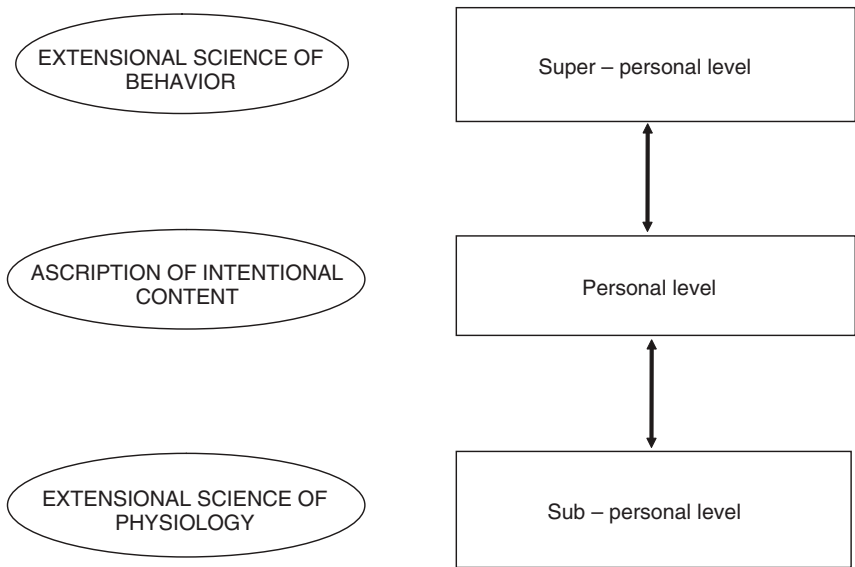 EXTENSIONAL SCIENCE OF
BEHAVIOR
Super – personal level
ASCRIPTION OF INTENTIONAL
CONTENT
Personal level
EXTENSIONAL SCIENCE OF
PHYSIOLOGY
Sub – personal level